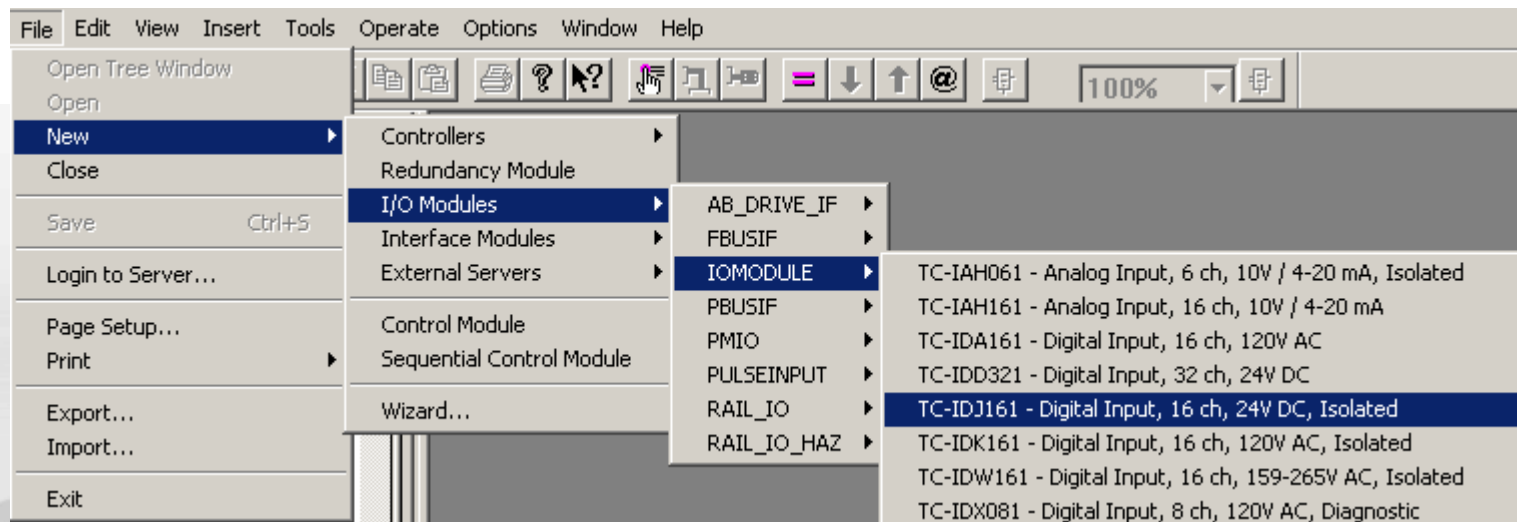 File Edit View Insert Tools Operate Options Window Help
100%
Open Tree Window
Open
New
Close
Save Ctrl+S
Login to Server...
Page Setup...
Print
Export...
Import...
Exit
Controllers
Redundancy Module
I/O Modules
Interface Modules
External Servers
Control Module
Sequential Control Module
Wizard...
AB_DRIVE_IF
FBUSIF
IOMODULE
PBUSIF
PMIO
PULSEINPUT
RAIL_IO
RAIL_IO_HAZ
TC-IAH061 - Analog Input, 6 ch, 10V / 4-20 mA, Isolated
TC-IAH161 - Analog Input, 16 ch, 10V / 4-20 mA
TC-IDA161 - Digital Input, 16 ch, 120V AC
TC-IDD321 - Digital Input, 32 ch, 24V DC
TC-IDJ161 - Digital Input, 16 ch, 24V DC, Isolated
TC-IDK161 - Digital Input, 16 ch, 120V AC, Isolated
TC-IDW161 - Digital Input, 16 ch, 159-265V AC, Isolated
TC-IDX081 - Digital Input, 8 ch, 120V AC, Diagnostic